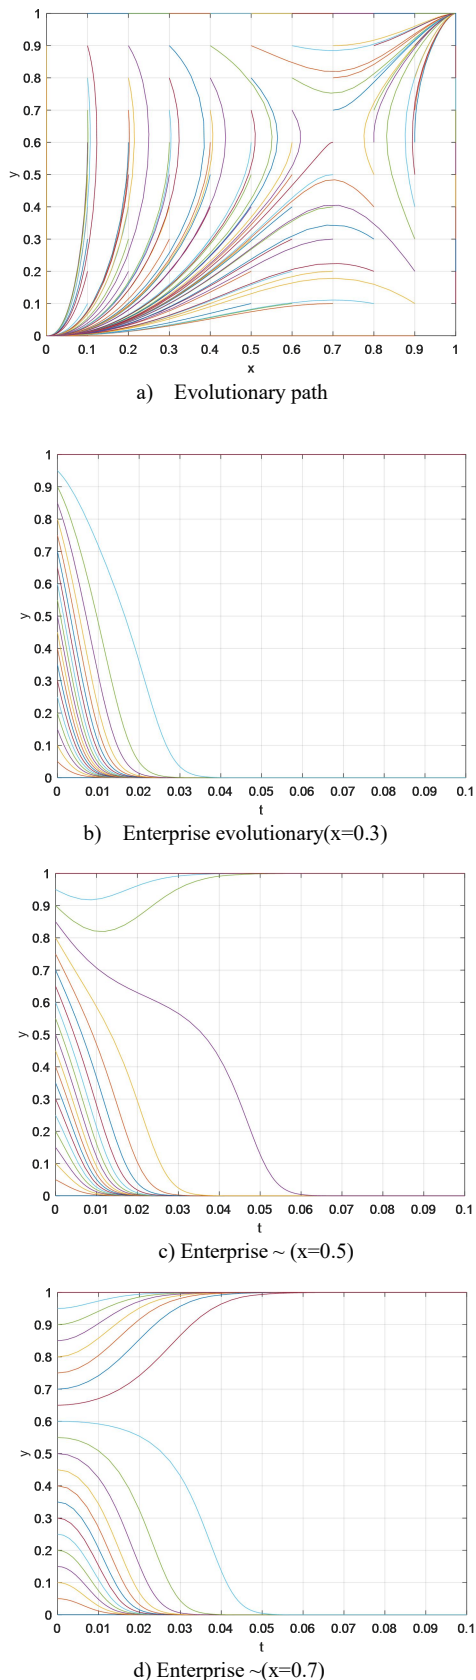 1
0.9
0.8
0.7
0.6
y
0.5
0.4
0.3
0.2
0.1
0
0 0.1 0.2 0.3 0.4 0.5 0.6 0.7 0.8 0.9 1
x
a) Evolutionary path
1
0.9
0.8
0.7
0.6
y
0.5
0.4
0.3
0.2
0.1
0
0 0.01 0.02 0.03 0.04 0.05 0.06 0.07 0.08 0.09 0.1
t
b) Enterprise evolutionary(x=0.3)
1
0.9
0.8
0.7
0.6
y
0.5
0.4
0.3
0.2
0.1
0
0 0.01 0.02 0.03 0.04 0.05 0.06 0.07 0.08 0.09 0.1
t
c) Enterprise ~ (x=0.5)
1
0.9
0.8
0.7
0.6
y
0.5
0.4
0.3
0.2
0.1
0
0 0.01 0.02 0.03 0.04 0.05 0.06 0.07 0.08 0.09 0.1
t
d) Enterprise ~(x=0.7)